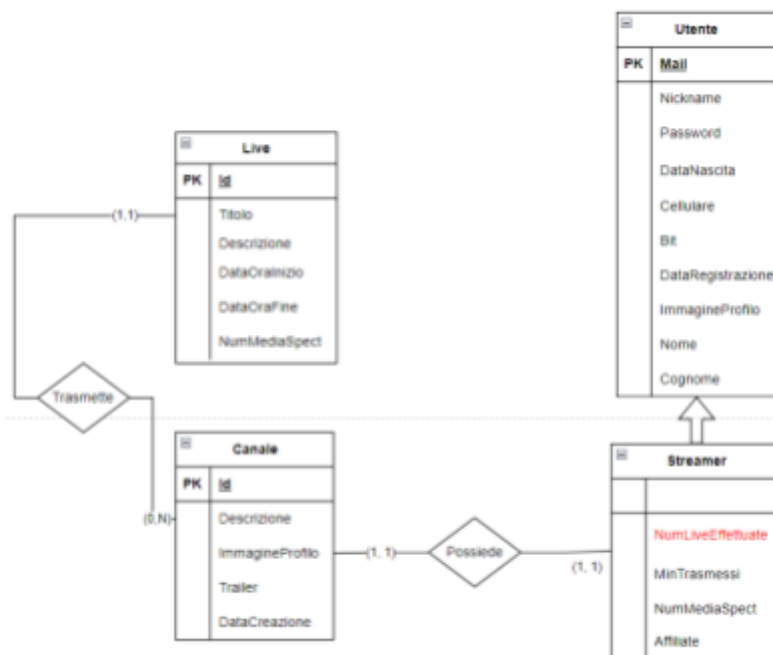 Utente
PK Mail
Nickname
Password
DataNascita
Cellulare
Bit
DataRegistrazione
ImmagineProfilo
Nome
Cognome
Live
PK Id
Titolo
Descrizione
DataOraInizio
DataOraFine
NumMediaSpect
(1,1)
Trasmette
(0,N)
Canale
PK Id
Descrizione
ImmagineProfilo
Trailer
DataCreazione
(1, 1)
Possiede
(1, 1)
Streamer
NumLiveEffettuate
MinTrasmessi
NumMediaSpect
Affiliate